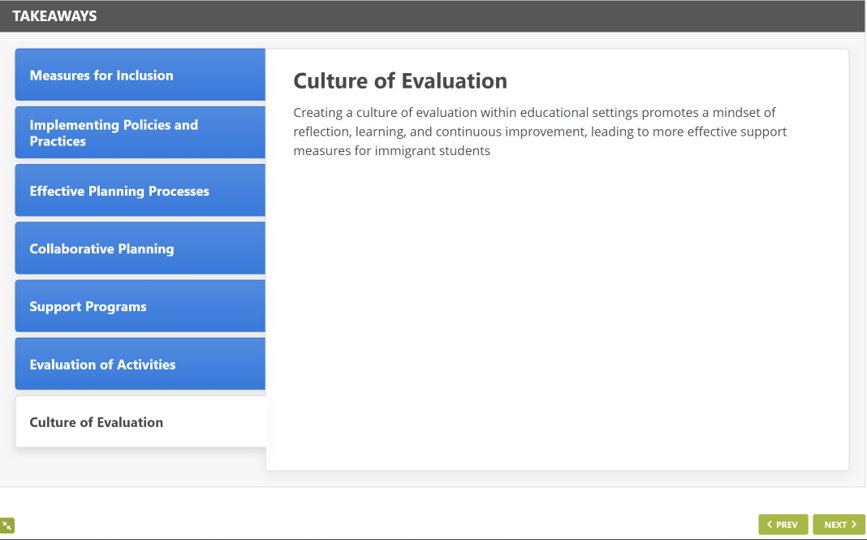 TAKEAWAYS
Measures for Inclusion
Implementing Policies and
Practices
Effective Planning Processes
Collaborative Planning
Support Programs
Evaluation of Activities
Culture of Evaluation
Culture of Evaluation
Creating a culture of evaluation within educational settings promotes a mindset of
reflection, learning, and continuous improvement, leading to more effective support
measures for immigrant students
PREV
NEXT